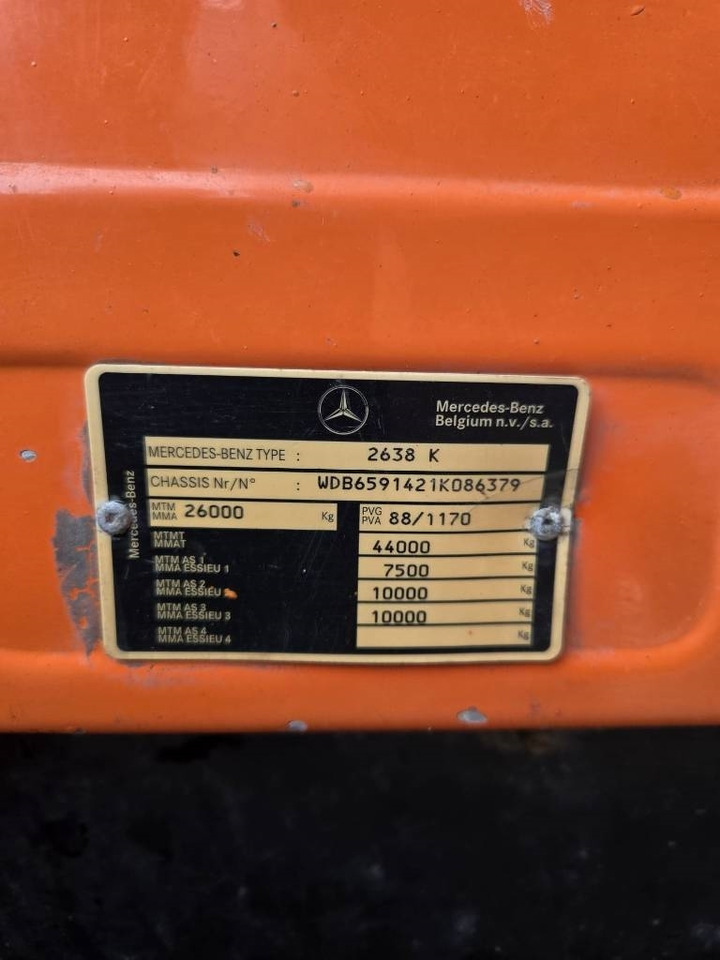 Mercedes-Benz
Belgium n.v./s.a.
MERCEDES-BENZ TYPE : 2638 K
CHASSIS Nr/N° : WDB6591421K086379
Mercedes-Benz
MTM
MMA 26000 Kg
PVG
PVA 88/1170
MTMT
MMAT 44000 Kg
MTM AS 1
MMA ESSIEU 1 7500 Kg
MTM AS 2
MMA ESSIEU 2 10000 Kg
MTM AS 3
MMA ESSIEU 3 10000 Kg
MTM AS 4
MMA ESSIEU 4 Kg